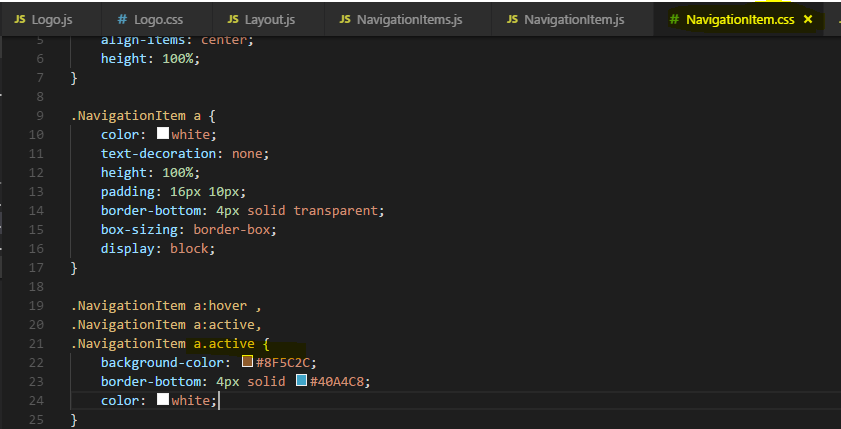 JS Logo.js # Logo.css JS Layout.js JS NavigationItems.js JS NavigationItem.js # NavigationItem.css ×
5 align-items: center;
6 height: 100%;
7 }
8
9 .NavigationItem a {
10 color: white;
11 text-decoration: none;
12 height: 100%;
13 padding: 16px 10px;
14 border-bottom: 4px solid transparent;
15 box-sizing: border-box;
16 display: block;
17 }
18
19 .NavigationItem a:hover ,
20 .NavigationItem a:active,
21 .NavigationItem a.active {
22 background-color: #8F5C2C;
23 border-bottom: 4px solid #40A4C8;
24 color: white;
25 }